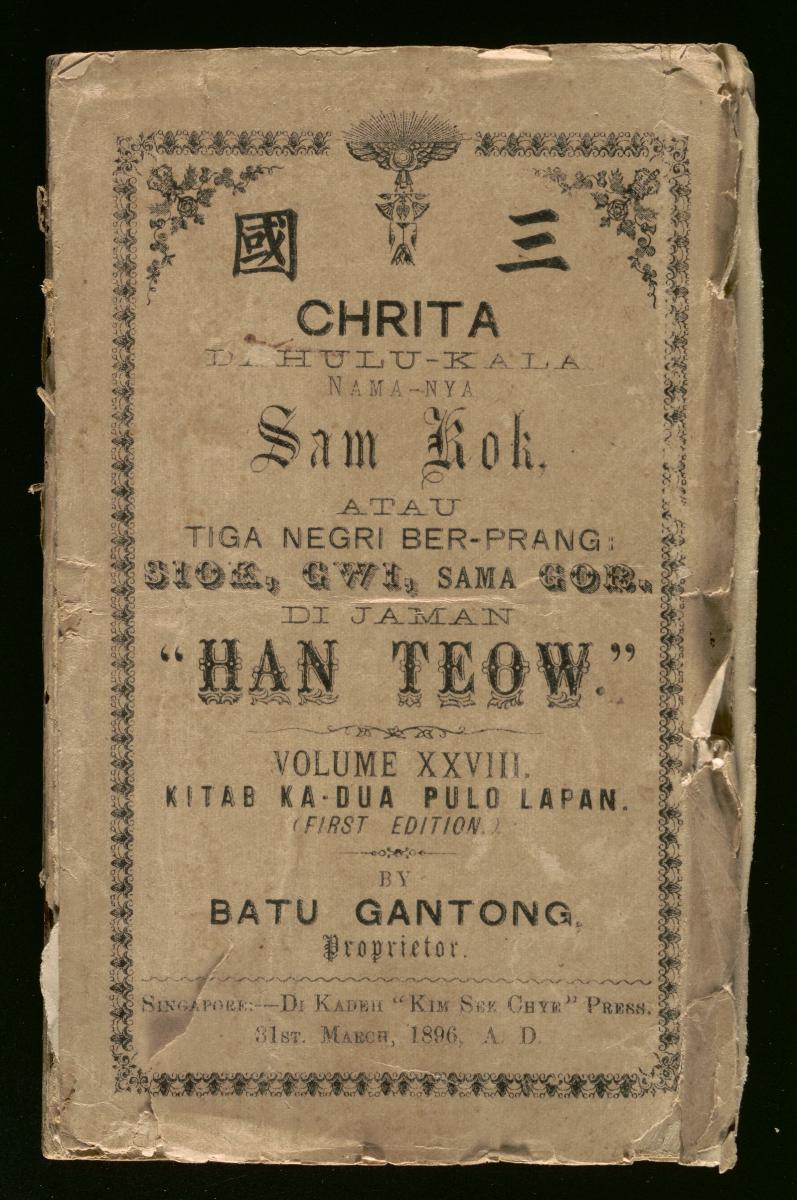 三國
CHRITA
DI HULU-KALA
NAMA-NYA
Sam Kok,
ATAU
TIGA NEGRI BER-PRANG:
SIOK, GWI, SAMA GOR.
DI JAMAN
"HAN TEOW."
VOLUME XXVIII.
KITAB KA-DUA PULO LAPAN.
(FIRST EDITION.)
BY
BATU GANTONG,
Proprietor.
SINGAPORE:—DI KADEH "KIM SEK CHYE" PRESS.
31ST. MARCH, 1896, A. D.